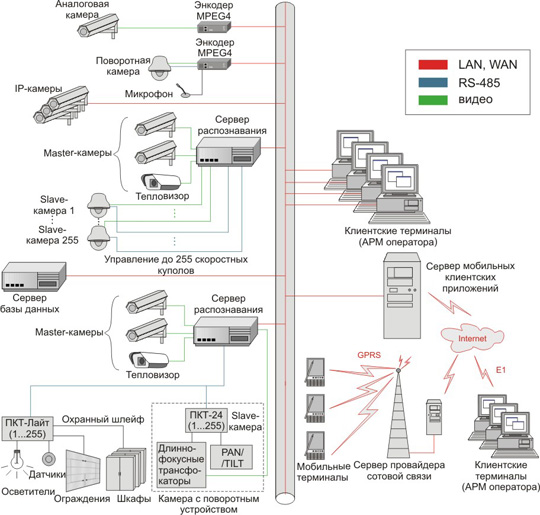 Аналоговая
камера
Энкодер
MPEG4
Энкодер
MPEG4
Поворотная
камера
Микрофон
IP-камеры
LAN, WAN
RS-485
видео
Сервер
распознавания
Master-камеры
Тепловизор
Slave-
камера 1
Slave-
камера 255
Управление до 255 скоростных
куполов
Клиентские терминалы
(АРМ оператора)
Сервер мобильных
клиентских
приложений
Сервер
базы данных
Сервер
распознавания
Master-камеры
Тепловизор
Internet
GPRS
E1
ПКТ-Лайт
(1...255)
Охранный шлейф
ПКТ-24
(1...255)
Slave-
камера
Длинно-
фокусные
трансфо-
каторы
PAN/
TILT
Осветители
Датчики
Ограждения
Шкафы
Камера с поворотным
устройством
Мобильные
терминалы
Сервер провайдера
сотовой связи
Клиентские
терминалы
(АРМ оператора)